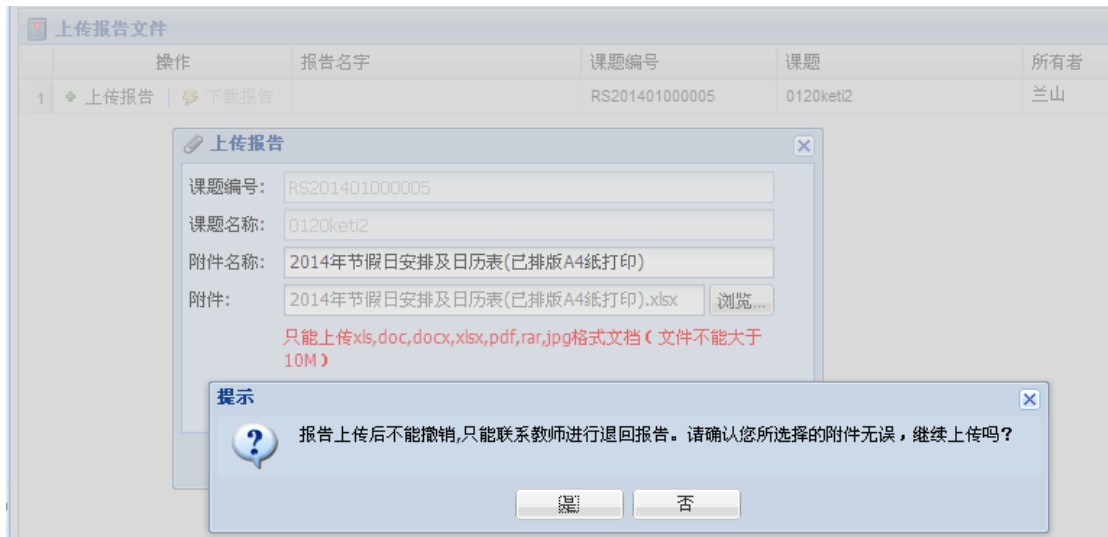 上传报告文件
操作 报告名字 课题编号 课题 所有者
1 上传报告 下载报告 RS201401000005 0120keti2 兰山
上传报告
课题编号: RS201401000005
课题名称: 0120keti2
附件名称: 2014年节假日安排及日历表(已排版A4纸打印)
附件: 2014年节假日安排及日历表(已排版A4纸打印).xlsx 浏览...
只能上传xls,doc,docx,xlsx,pdf,rar,jpg格式文档（文件不能大于
10M）
提示
报告上传后不能撤销,只能联系教师进行退回报告。请确认您所选择的附件无误，继续上传吗？
是 否